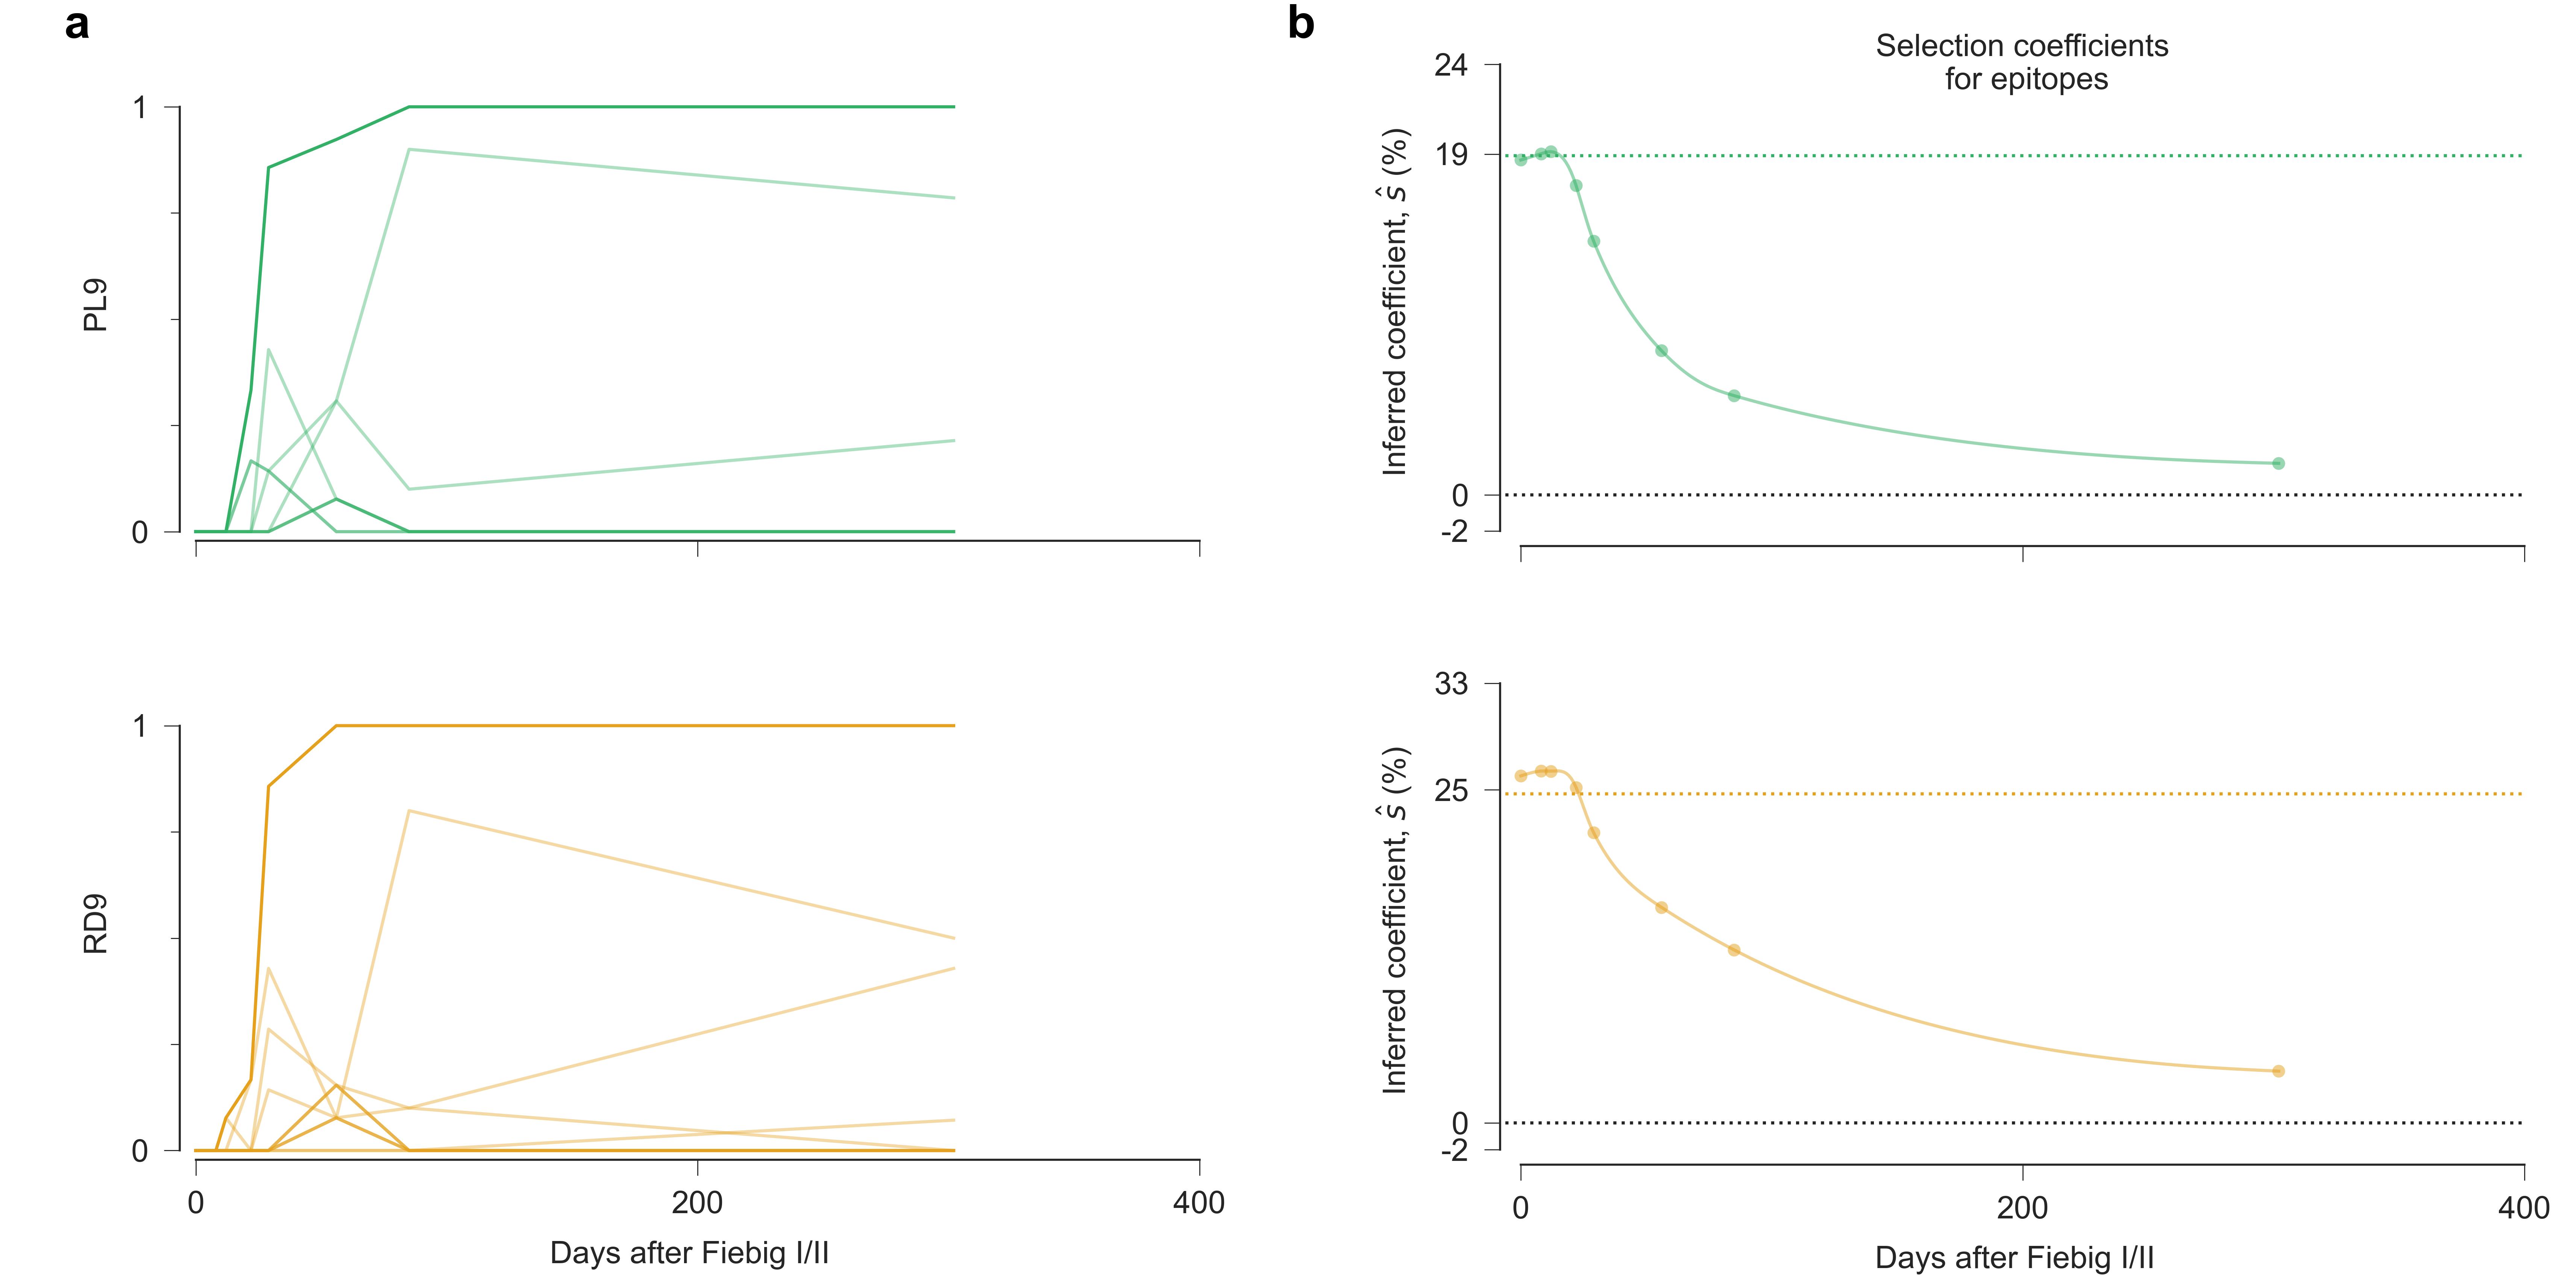 a
b
1
PL9
0
Selection coefficients
for epitopes
24
19
Inferred coefficient, ŝ (%)
0
-2
1
RD9
0
0
200
400
Days after Fiebig I/II
33
25
Inferred coefficient, ŝ (%)
0
-2
0
200
400
Days after Fiebig I/II